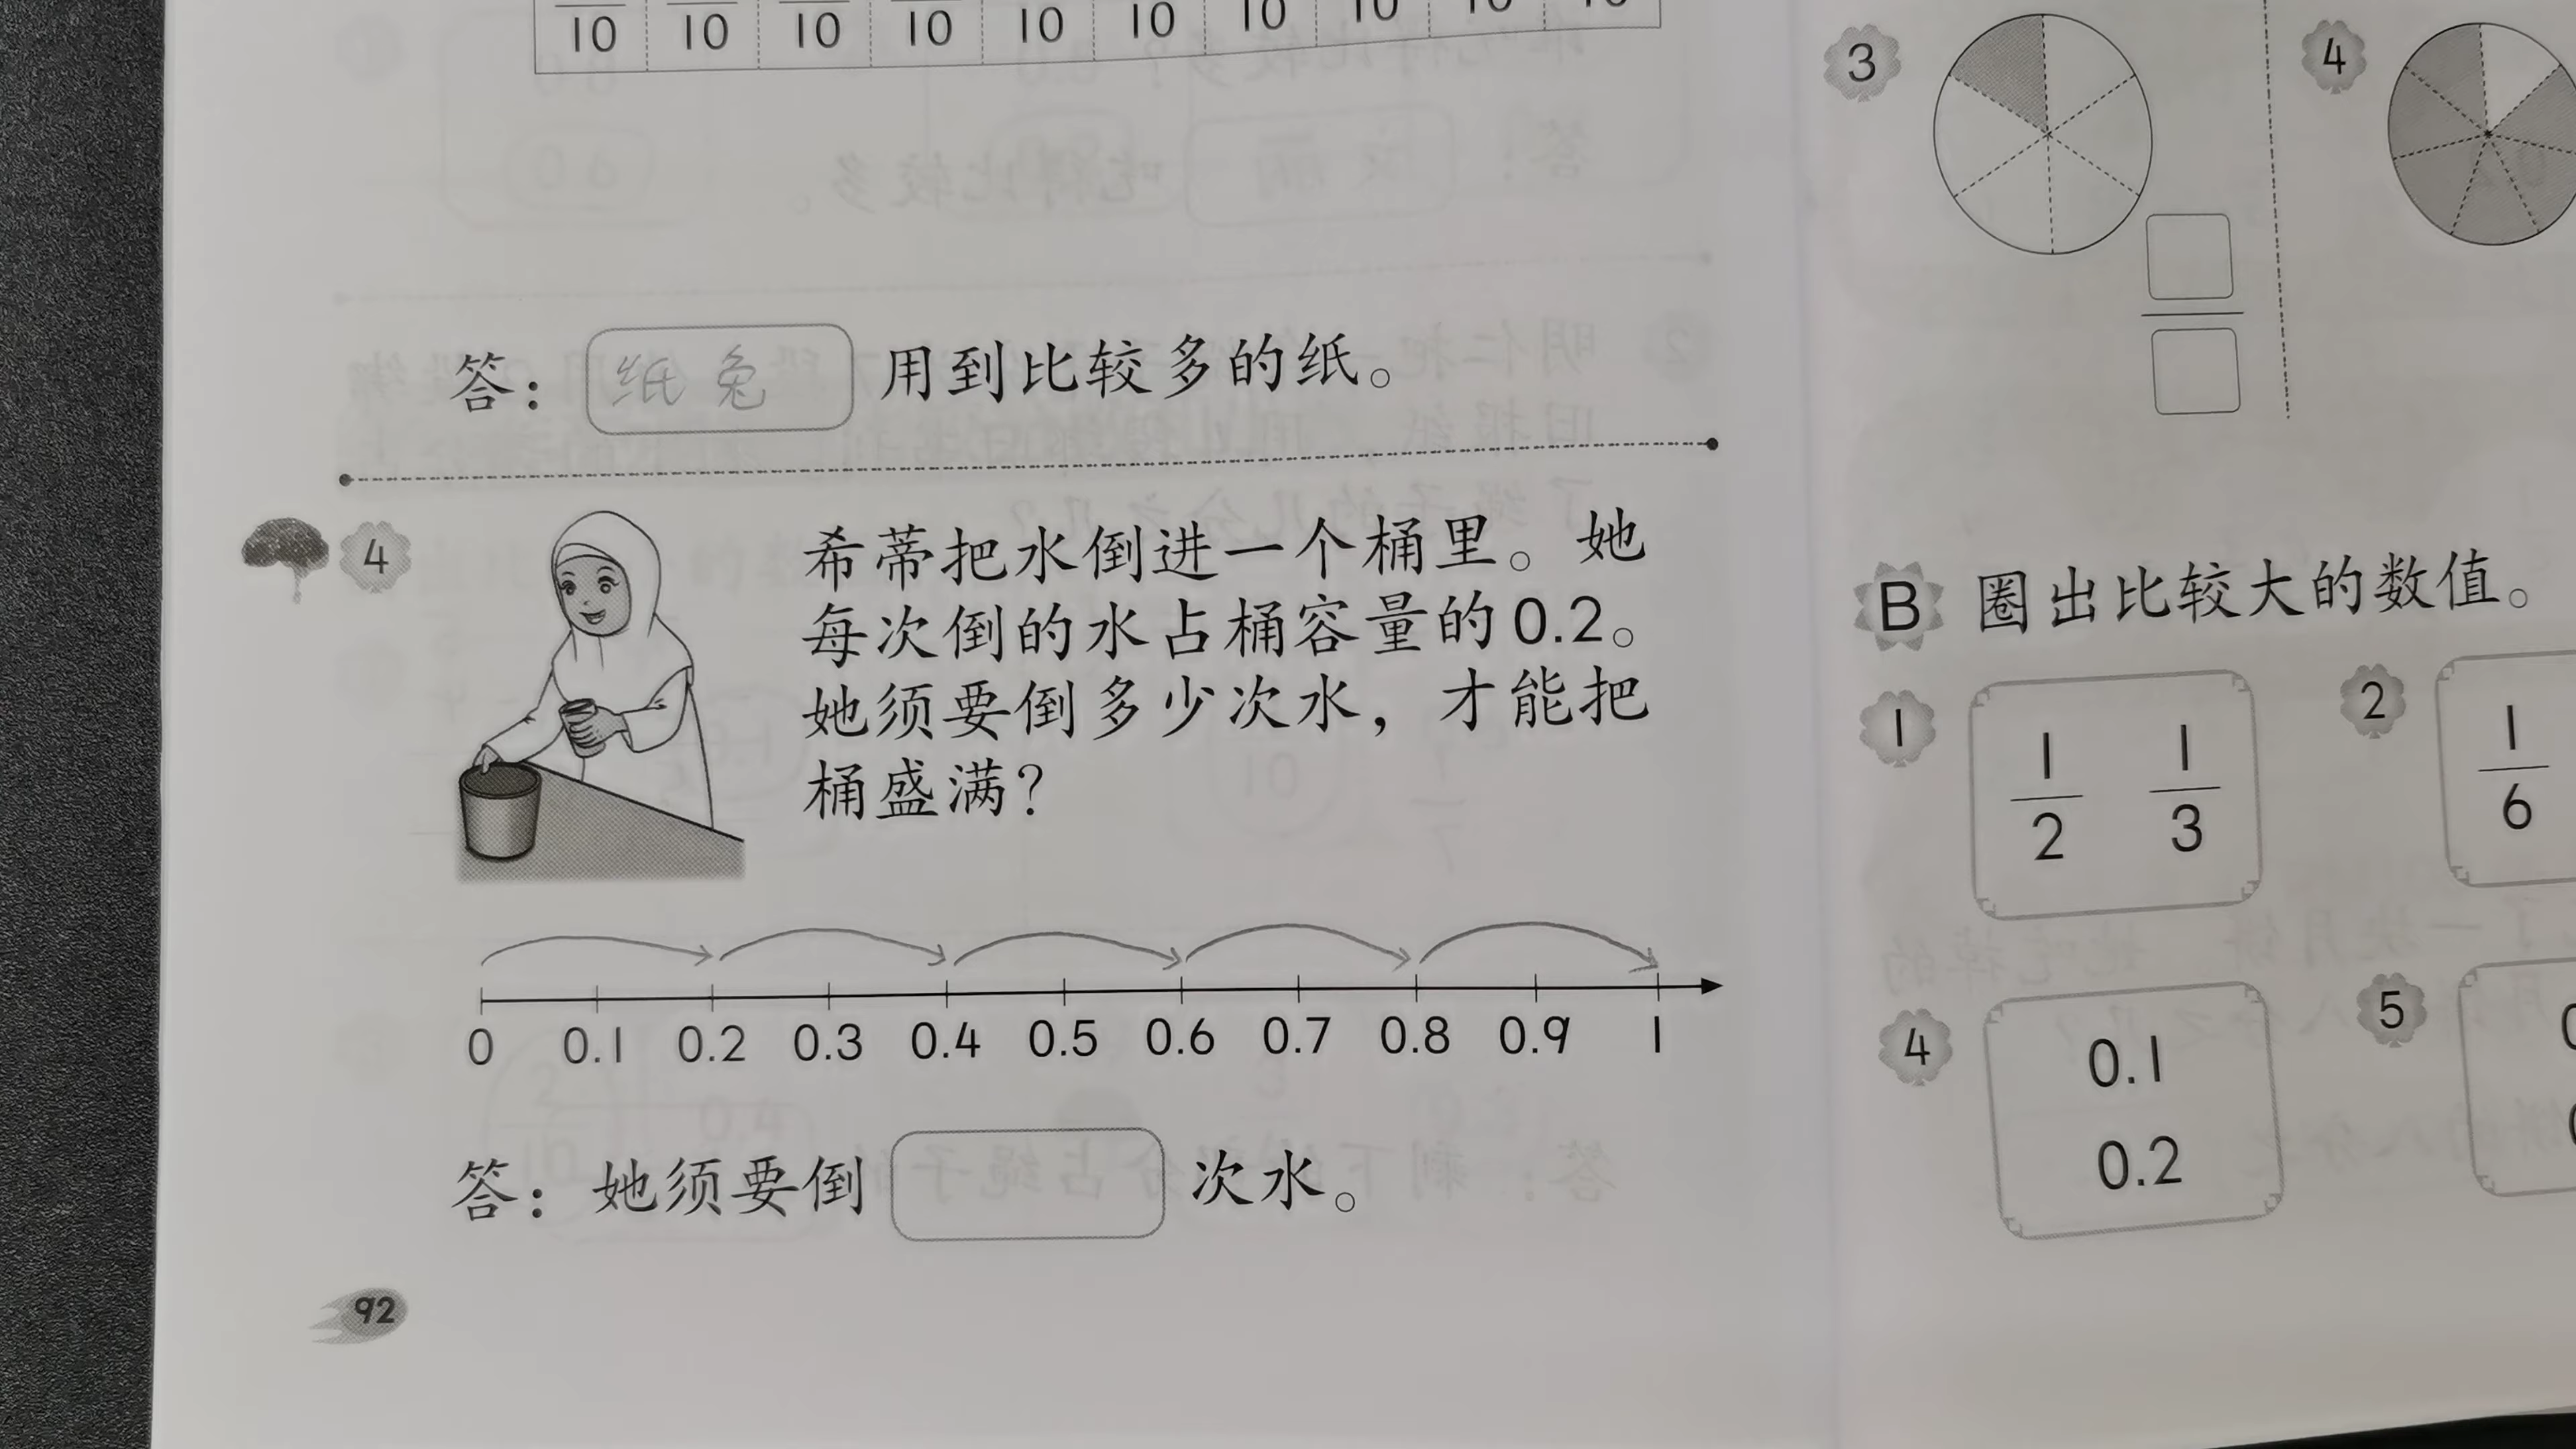 10 10 10 10 10 10 10 10 10 10
答： 纸兔 用到比较多的纸。
4
希蒂把水倒进一个桶里。她
每次倒的水占桶容量的0.2。
她须要倒多少次水，才能把
桶盛满？
0 0.1 0.2 0.3 0.4 0.5 0.6 0.7 0.8 0.9 1
答：她须要倒 次水。
92
3
4
B 圈出比较大的数值。
1
1/2 1/3
2
1/6
4
0.1
0.2
5